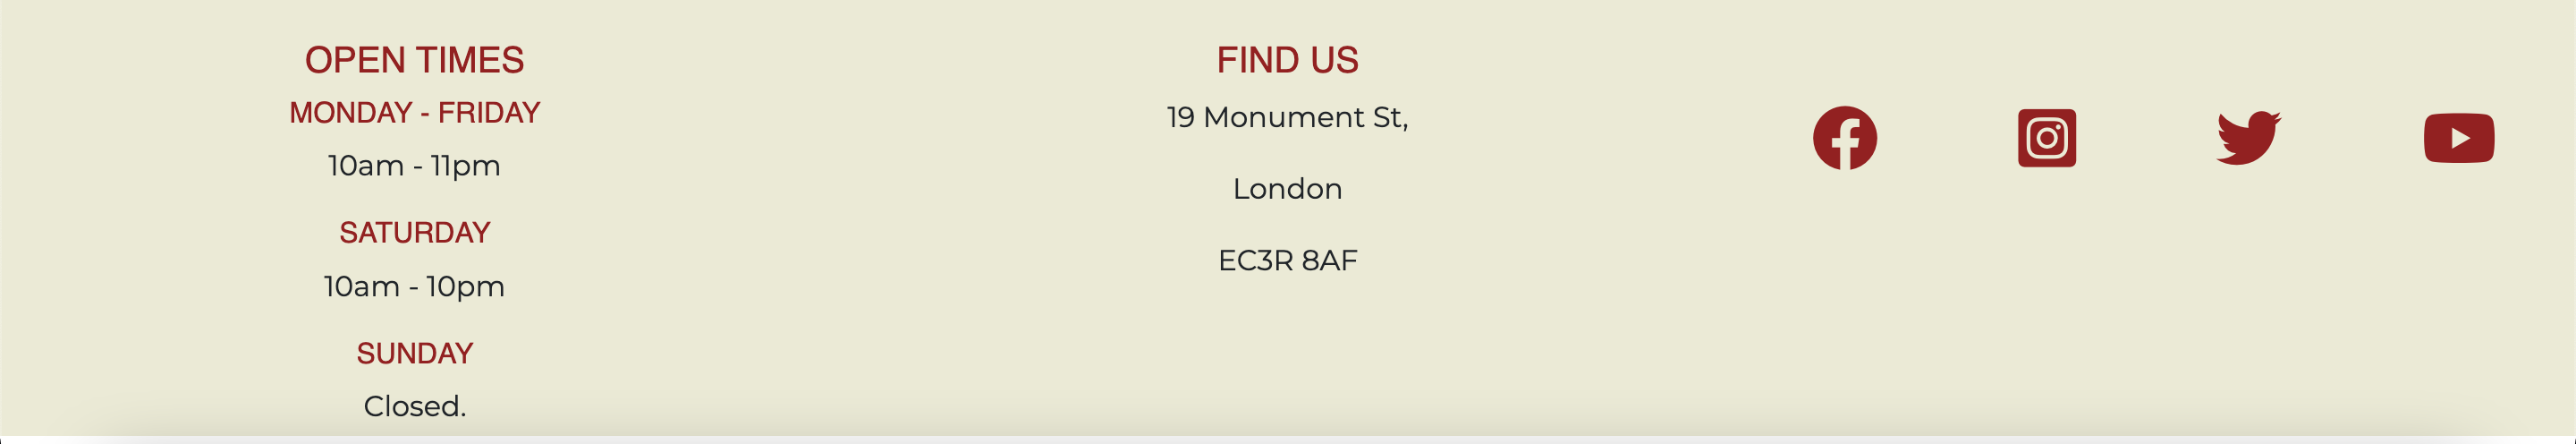 OPEN TIMES
MONDAY - FRIDAY
10am - 11pm
SATURDAY
10am - 10pm
SUNDAY
Closed.
FIND US
19 Monument St,
London
EC3R 8AF